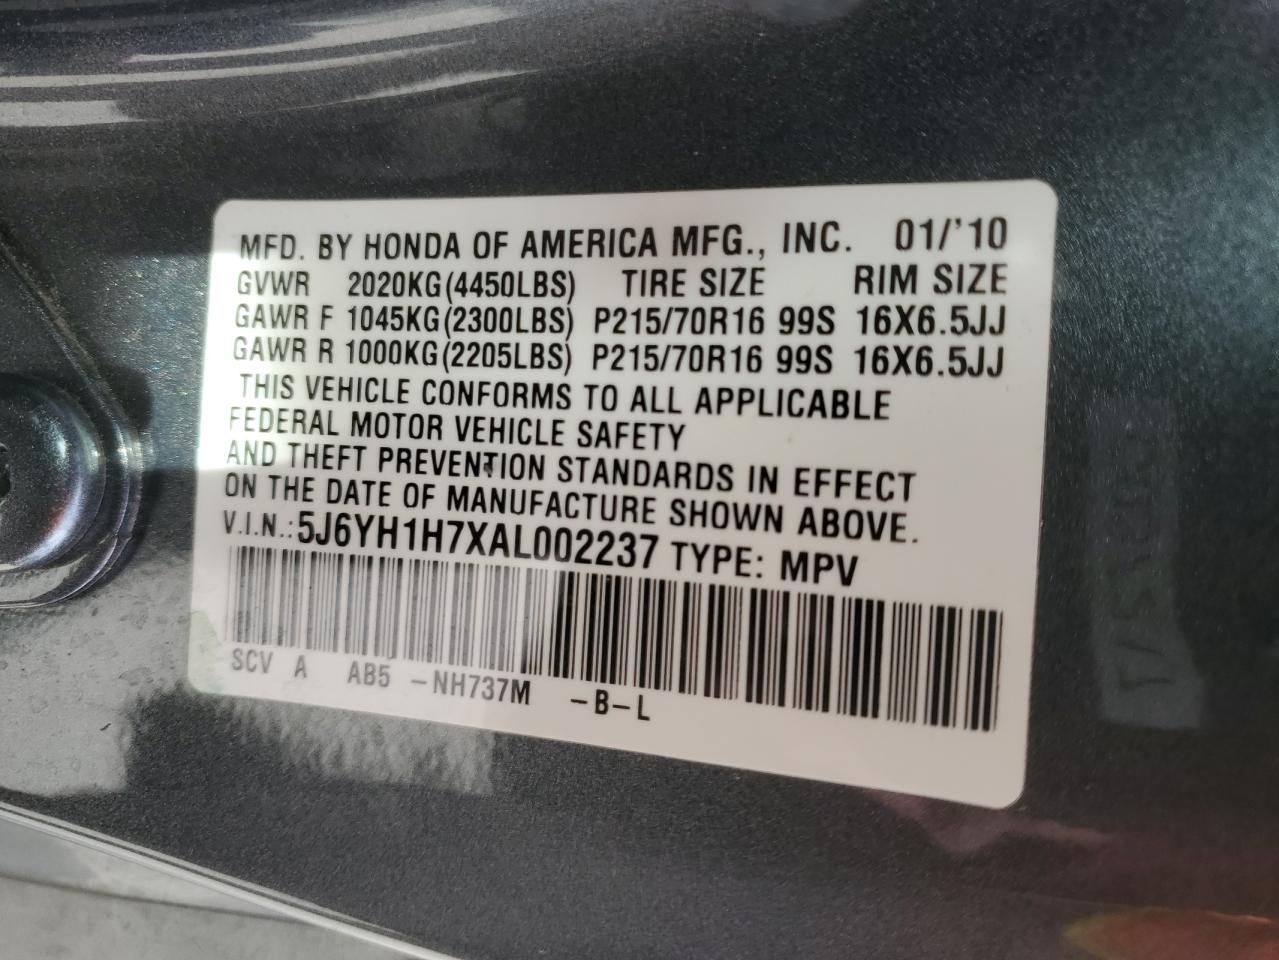 MFD. BY HONDA OF AMERICA MFG., INC. 01/'10
GVWR 2020KG(4450LBS) TIRE SIZE RIM SIZE
GAWR F 1045KG(2300LBS) P215/70R16 99S 16X6.5JJ
GAWR R 1000KG(2205LBS) P215/70R16 99S 16X6.5JJ
THIS VEHICLE CONFORMS TO ALL APPLICABLE
FEDERAL MOTOR VEHICLE SAFETY
AND THEFT PREVENTION STANDARDS IN EFFECT
ON THE DATE OF MANUFACTURE SHOWN ABOVE.
V.I.N.: 5J6YH1H7XAL002237 TYPE: MPV
SCV A AB5 -NH737M -B-L